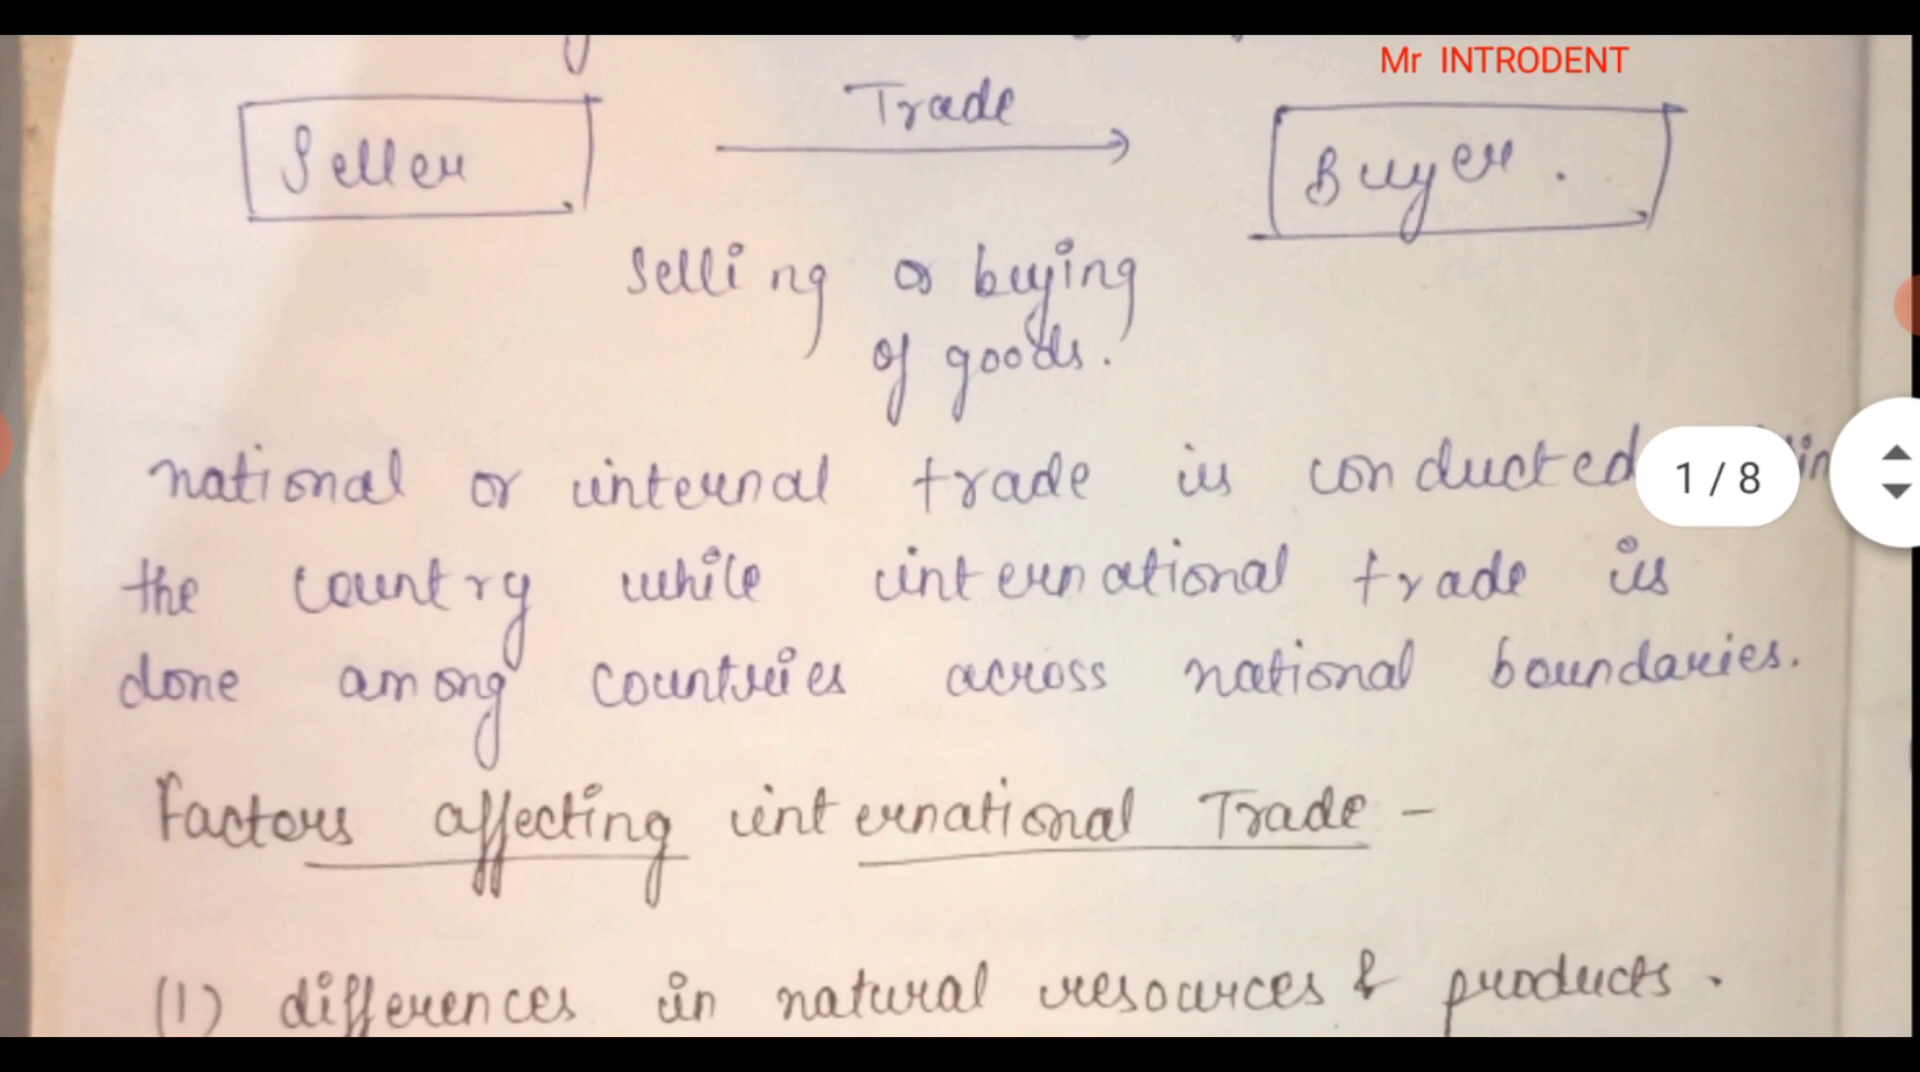 Mr INTRODENT
Trade
Seller
Buyer.
Selling or buying
of goods.
national or internal trade is conducted in
1 / 8
the country while international trade is
done among countries across national boundaries.
Factors affecting international Trade -
(1) differences in natural resources & products.